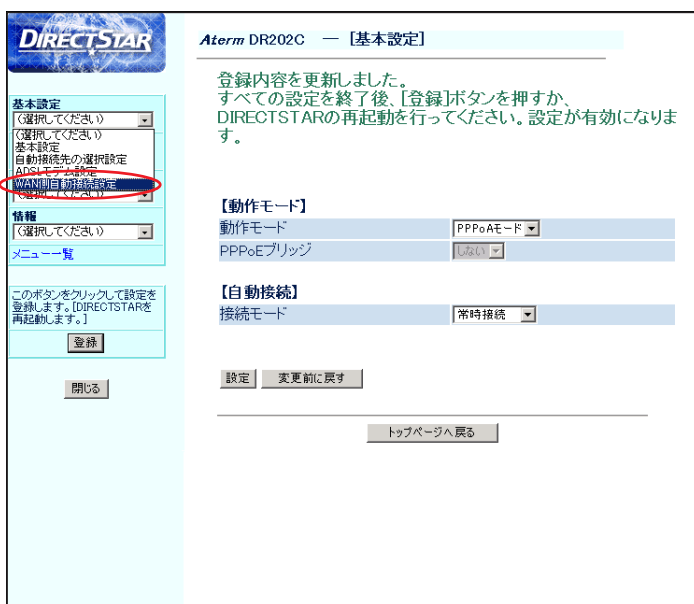 DIRECTSTAR
Aterm DR202C ― [基本設定]
登録内容を更新しました。
すべての設定を終了後、[登録]ボタンを押すか、
DIRECTSTARの再起動を行ってください。設定が有効になりま
す。
基本設定
(選択してください)
(選択してください)
基本設定
自動接続先の選択設定
ADSLモデム設定
WAN側自動接続設定
(選択してください)
情報
(選択してください)
メニュー一覧
このボタンをクリックして設定を
登録します。[DIRECTSTARを
再起動します。]
登録
閉じる
【動作モード】
動作モード PPPoAモード
PPPoEブリッジ しない
【自動接続】
接続モード 常時接続
設定 変更前に戻す
トップページへ戻る